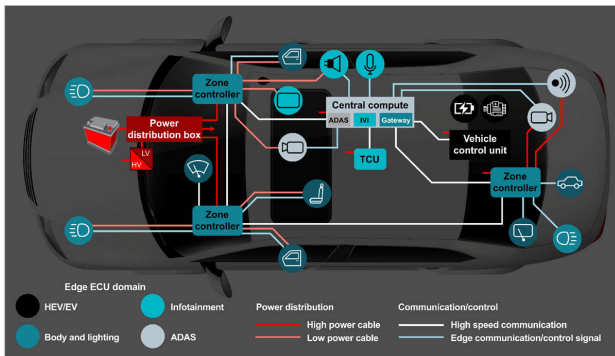 Zone
controller
Central compute
ADAS
IVI
Gateway
Power
distribution box
LV
HV
TCU
Vehicle
control unit
Zone
controller
Zone
controller
Edge ECU domain
HEV/EV
Infotainment
Body and lighting
ADAS
Power distribution
High power cable
Low power cable
Communication/control
High speed communication
Edge communication/control signal